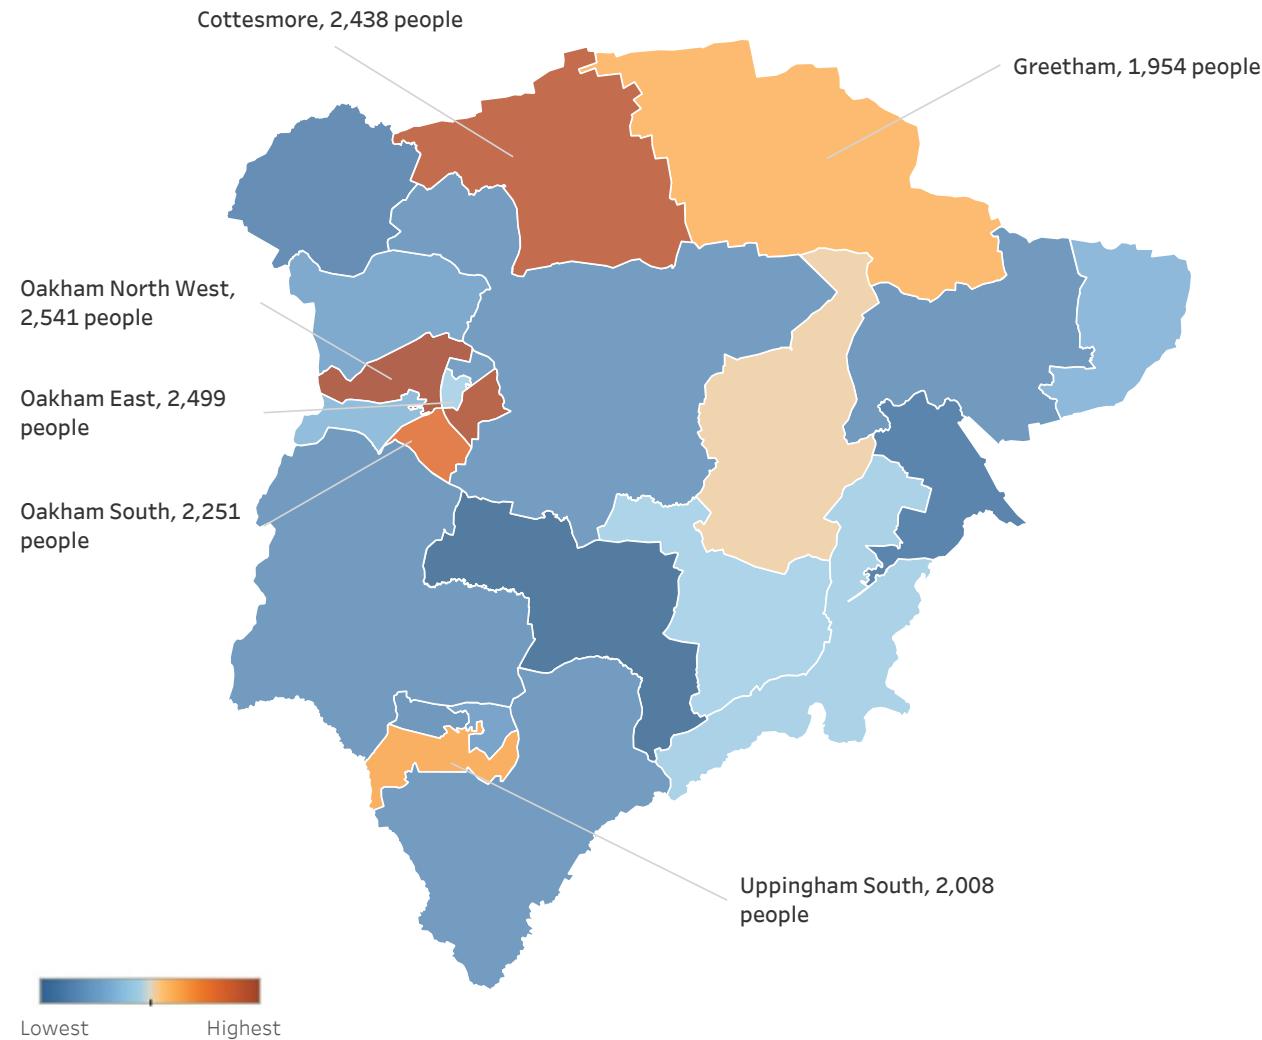 Cottesmore, 2,438 people
Greetham, 1,954 people
Oakham North West,
2,541 people
Oakham East, 2,499
people
Oakham South, 2,251
people
Uppingham South, 2,008
people
Lowest
Highest